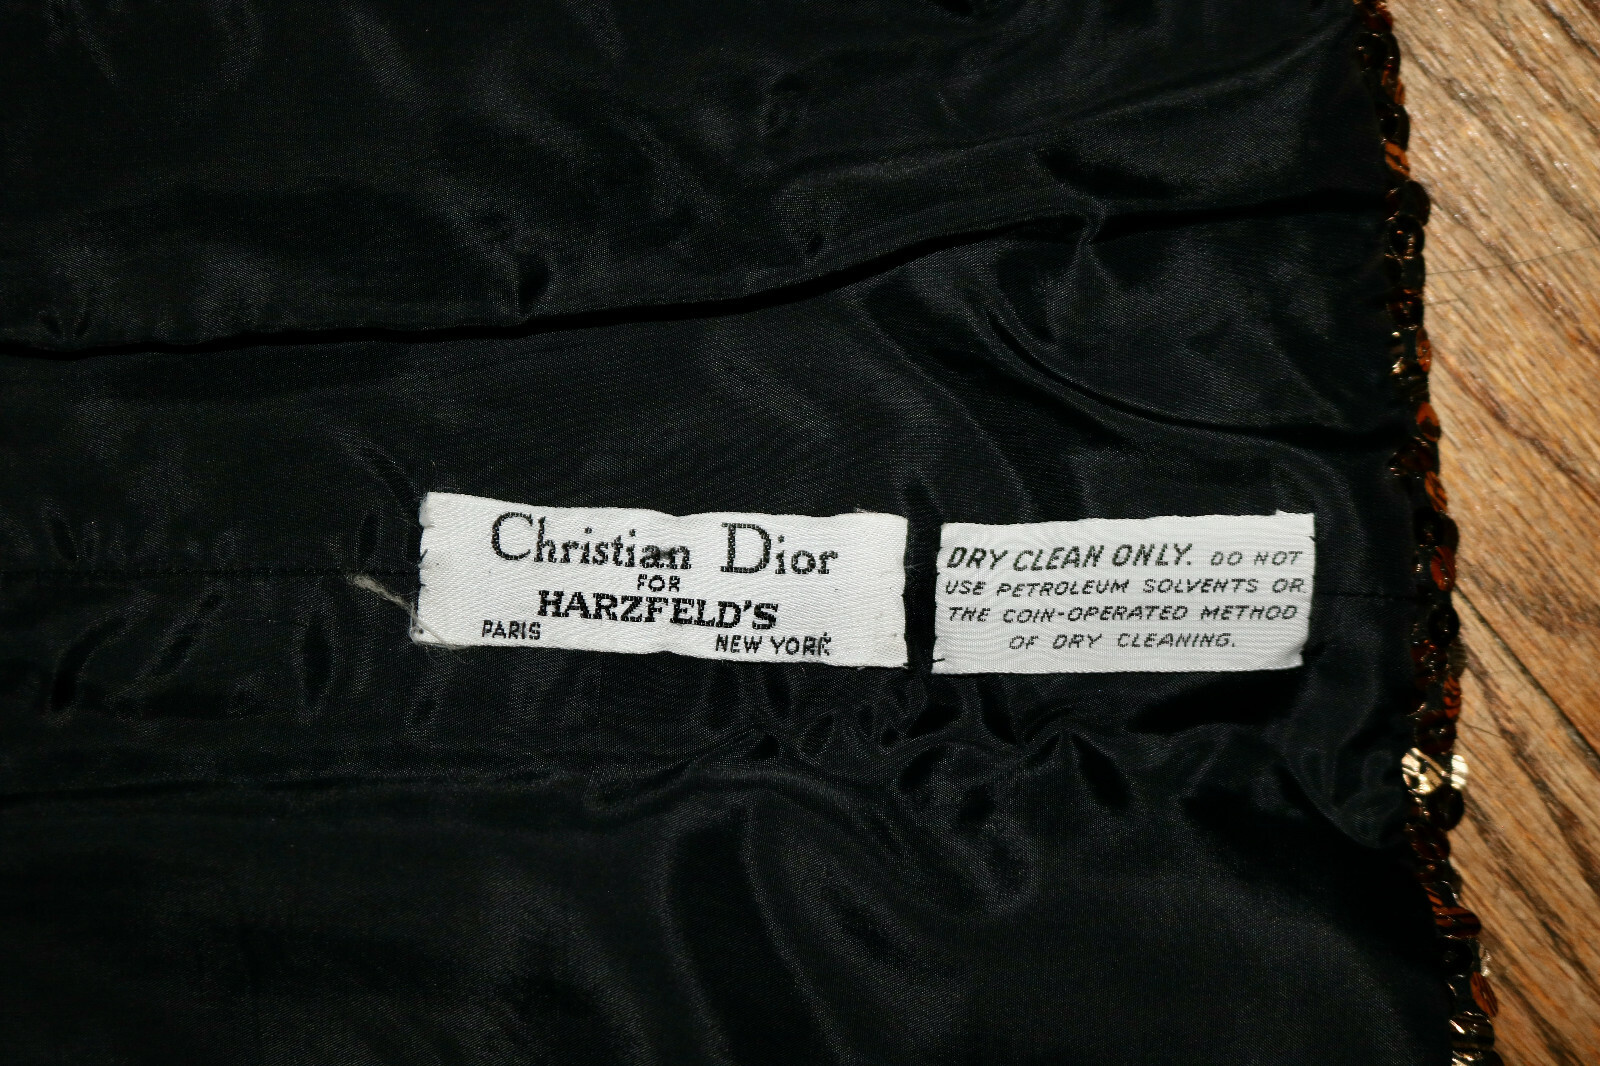 Christian Dior
FOR
HARZFELD'S
PARIS NEW YORK
DRY CLEAN ONLY. DO NOT
USE PETROLEUM SOLVENTS OR
THE COIN-OPERATED METHOD
OF DRY CLEANING.